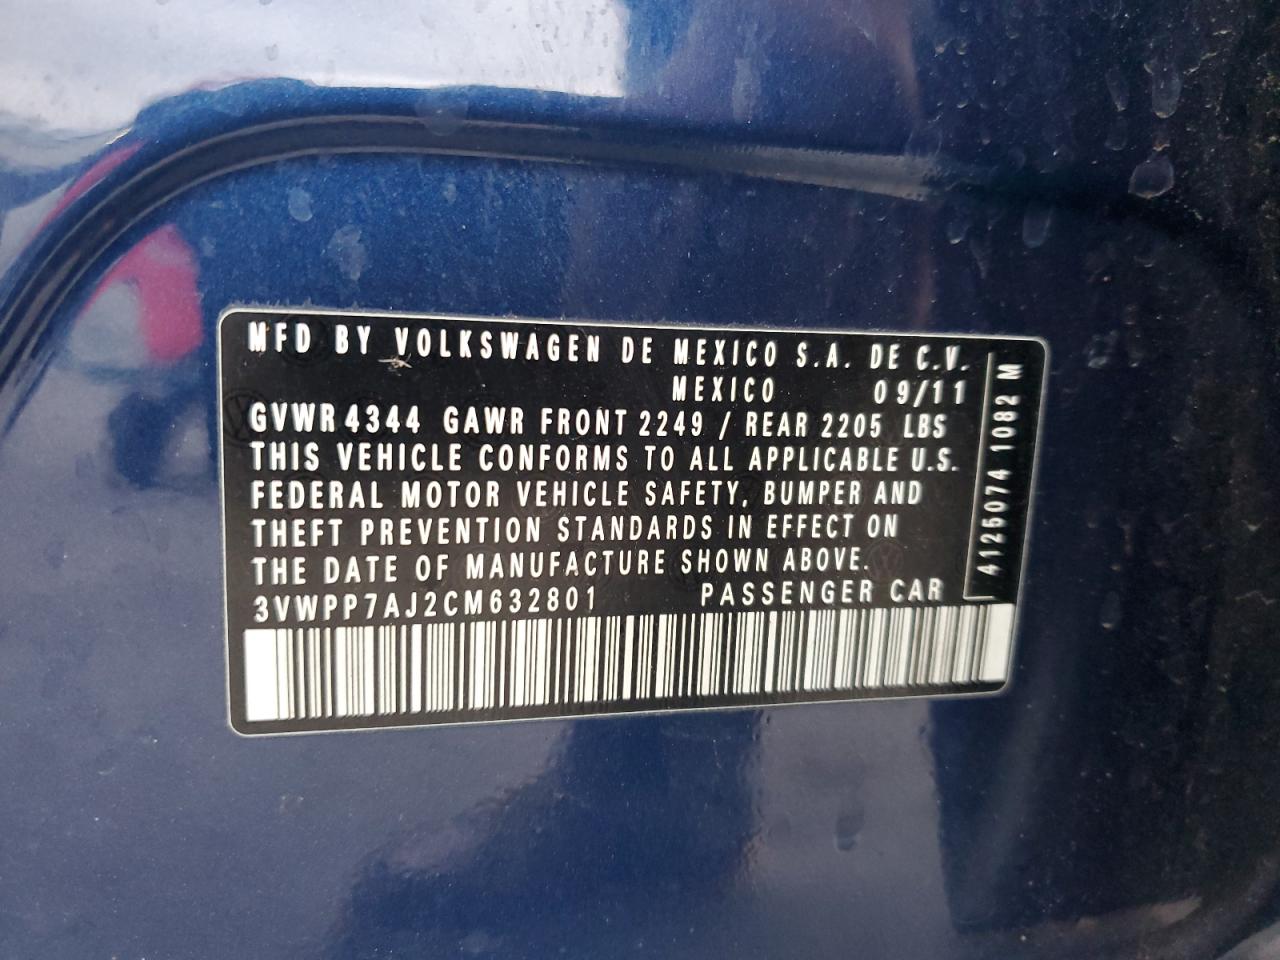 MFD BY VOLKSWAGEN DE MEXICO S.A. DE C.V.
MEXICO 09/11
GVWR 4344 GAWR FRONT 2249 / REAR 2205 LBS
THIS VEHICLE CONFORMS TO ALL APPLICABLE U.S.
FEDERAL MOTOR VEHICLE SAFETY, BUMPER AND
THEFT PREVENTION STANDARDS IN EFFECT ON
THE DATE OF MANUFACTURE SHOWN ABOVE.
3VWPP7AJ2CM632801 PASSENGER CAR
4125074 1082 M